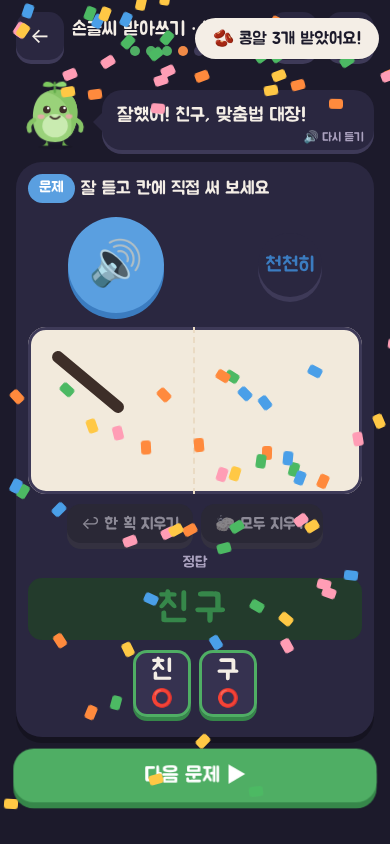 손글씨 받아쓰기 ·
콩알 3개 받았어요!
잘했어! 친구, 맞춤법 대장!
다시 듣기
문제 잘 듣고 칸에 직접 써 보세요
천천히
한 획 지우기 모두 지우기
정답
친구
친 구
다음 문제 ▶